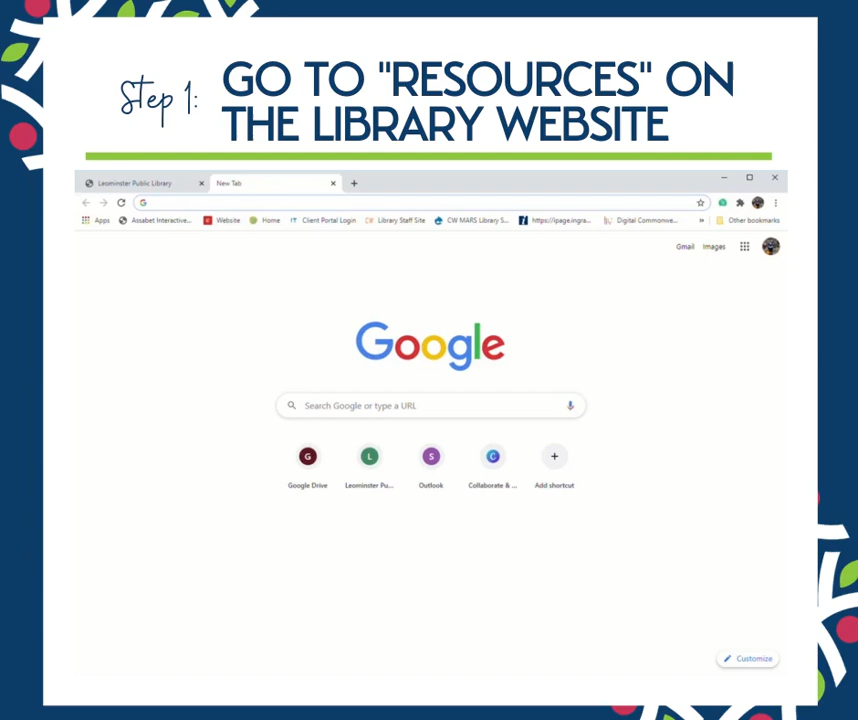 Step 1:
GO TO "RESOURCES" ON
THE LIBRARY WEBSITE
Leominster Public Library
New Tab
Apps
Assabet Interactive...
Website
Home
Client Portal Login
Library Staff Site
CW MARS Library S...
https://ipage.ingra...
Digital Commonwe...
Other bookmarks
Gmail
Images
Google
Search Google or type a URL
G
L
S
C
Google Drive
Leominster Pu...
Outlook
Collaborate & ...
Add shortcut
Customize